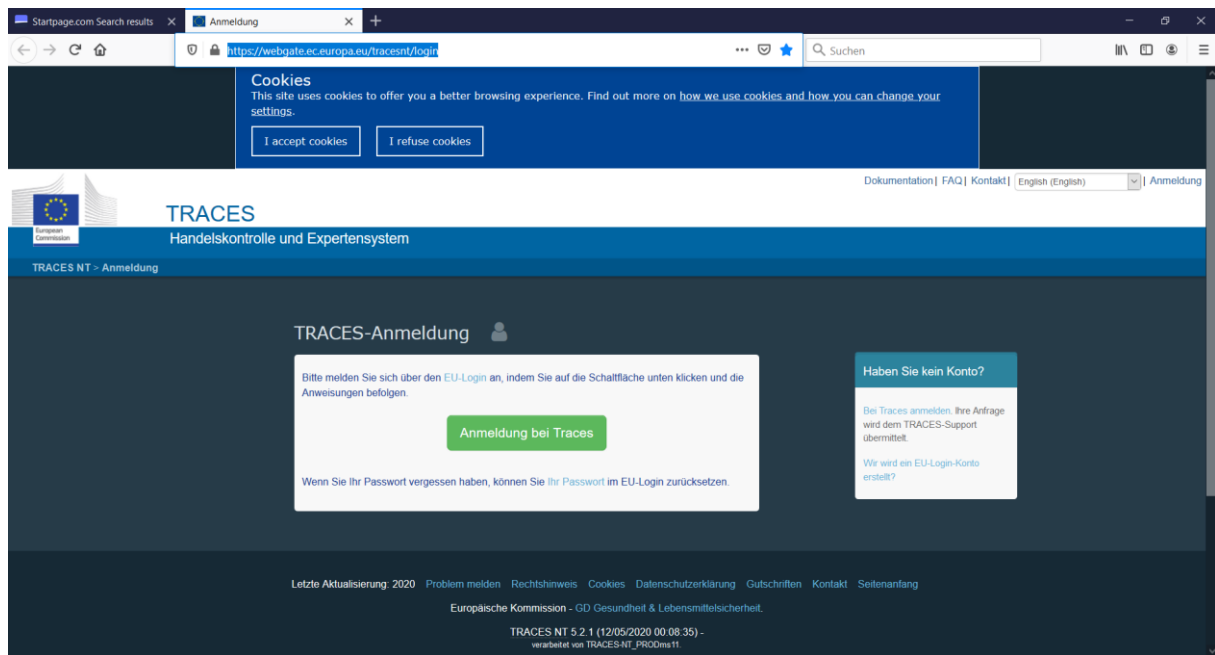 Startpage.com Search results
Anmeldung
https://webgate.ec.europa.eu/tracesnt/login
Suchen
Cookies
This site uses cookies to offer you a better browsing experience. Find out more on how we use cookies and how you can change your
settings.
I accept cookies
I refuse cookies
Dokumentation| FAQ| Kontakt| English (English) | Anmeldung
European
Commission
TRACES
Handelskontrolle und Expertensystem
TRACES NT > Anmeldung
TRACES-Anmeldung
Bitte melden Sie sich über den EU-Login an, indem Sie auf die Schaltfläche unten klicken und die
Anweisungen befolgen.
Anmeldung bei Traces
Wenn Sie Ihr Passwort vergessen haben, können Sie Ihr Passwort im EU-Login zurücksetzen.
Haben Sie kein Konto?
Bei Traces anmelden. Ihre Anfrage
wird dem TRACES-Support
übermittelt.
Wir wird ein EU-Login-Konto
erstellt?
Letzte Aktualisierung: 2020 Problem melden Rechtshinweis Cookies Datenschutzerklärung Gutschriften Kontakt Seitenanfang
Europäische Kommission - GD Gesundheit & Lebensmittelsicherheit.
TRACES NT 5.2.1 (12/05/2020 00:08:35) -
verarbeitet von TRACES-NT_PRODms11.